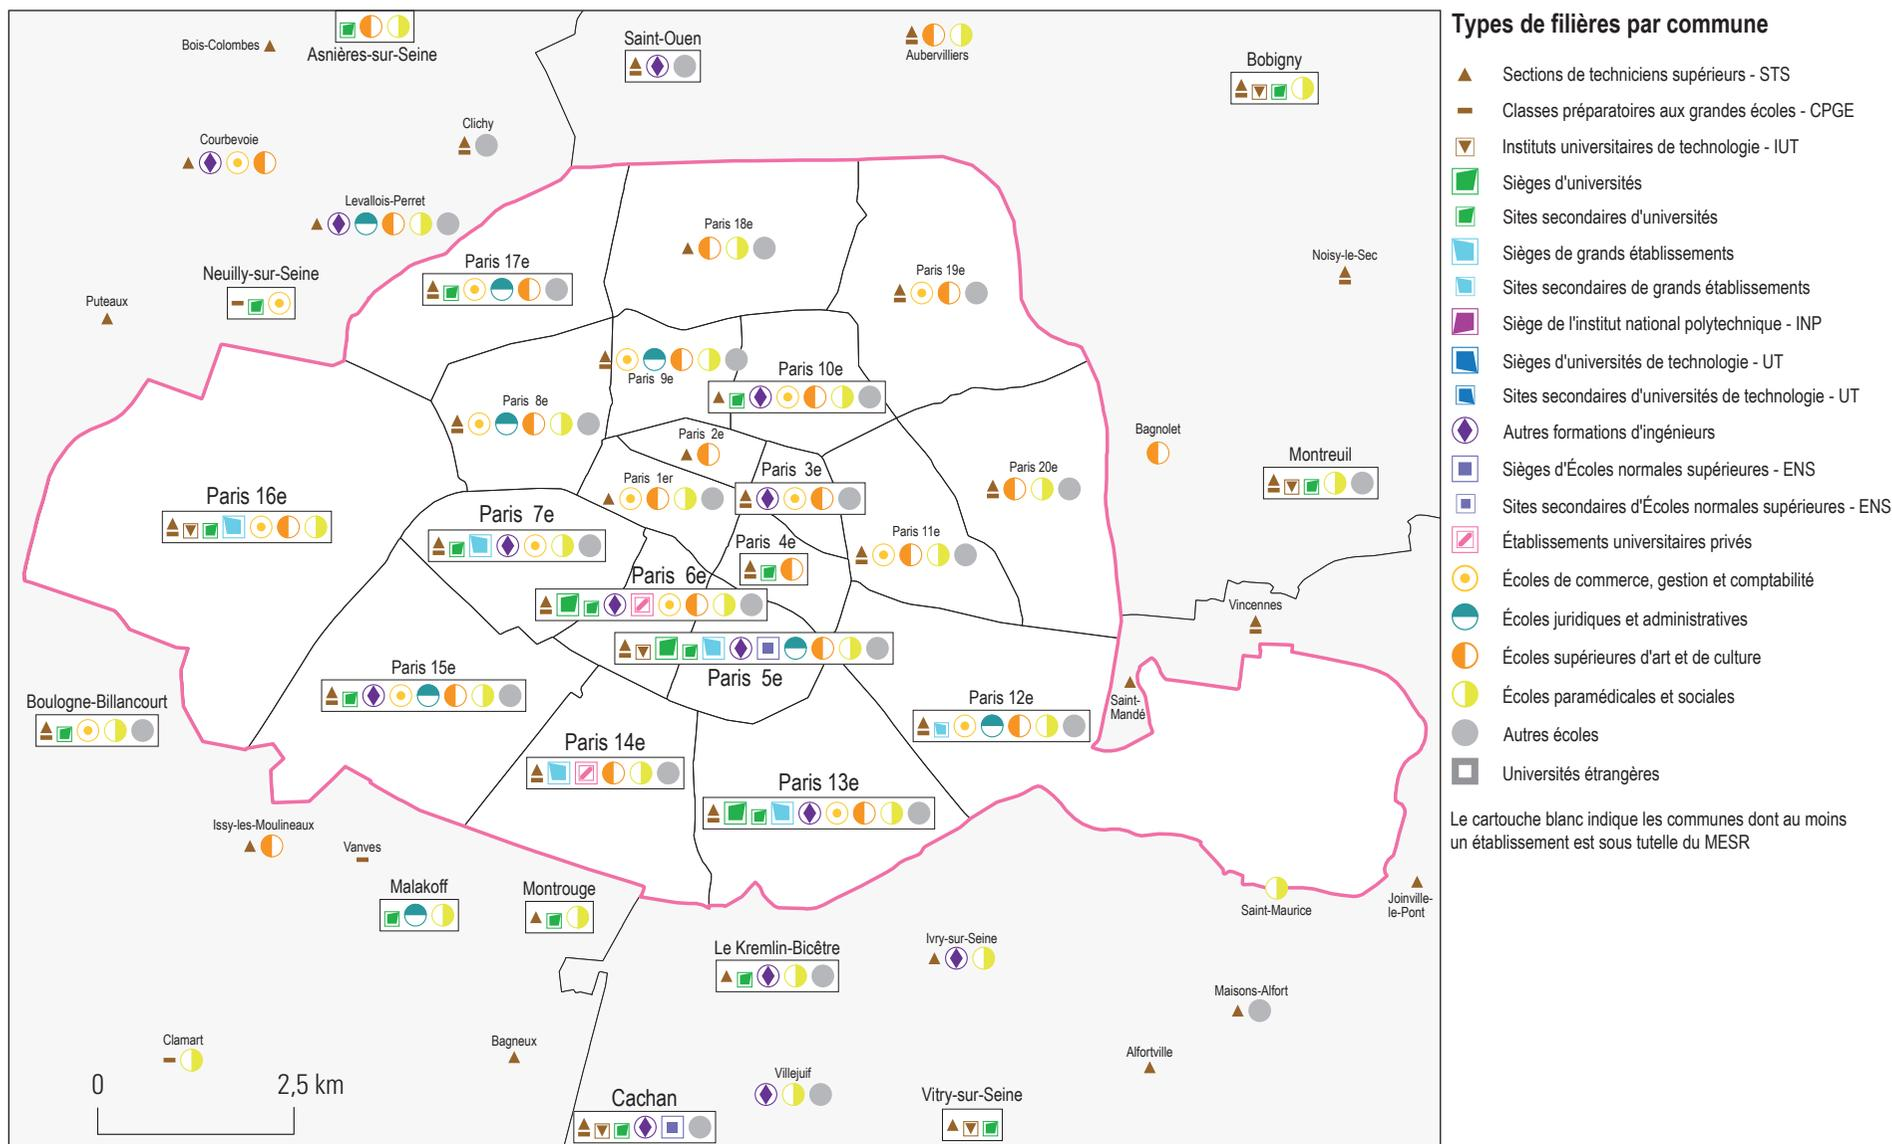 Bois-Colombes
Asnières-sur-Seine
Saint-Ouen
Aubervilliers
Bobigny
Courbevoie
Clichy
Levallois-Perret
Neuilly-sur-Seine
Puteaux
Paris 17e
Paris 18e
Paris 19e
Noisy-le-Sec
Paris 9e
Paris 10e
Paris 8e
Paris 2e
Bagnolet
Montreuil
Paris 1er
Paris 3e
Paris 20e
Paris 16e
Paris 7e
Paris 4e
Paris 11e
Paris 6e
Vincennes
Paris 15e
Paris 5e
Paris 12e
Saint-
Mandé
Boulogne-Billancourt
Paris 14e
Paris 13e
Issy-les-Moulineaux
Vanves
Malakoff
Montrouge
Saint-Maurice
Joinville-
le-Pont
Le Kremlin-Bicêtre
Ivry-sur-Seine
Maisons-Alfort
Clamart
Bagneux
Alfortville
Villejuif
Cachan
Vitry-sur-Seine
0 2,5 km
Types de filières par commune
Sections de techniciens supérieurs - STS
Classes préparatoires aux grandes écoles - CPGE
Instituts universitaires de technologie - IUT
Sièges d'universités
Sites secondaires d'universités
Sièges de grands établissements
Sites secondaires de grands établissements
Siège de l'institut national polytechnique - INP
Sièges d'universités de technologie - UT
Sites secondaires d'universités de technologie - UT
Autres formations d'ingénieurs
Sièges d'Écoles normales supérieures - ENS
Sites secondaires d'Écoles normales supérieures - ENS
Établissements universitaires privés
Écoles de commerce, gestion et comptabilité
Écoles juridiques et administratives
Écoles supérieures d'art et de culture
Écoles paramédicales et sociales
Autres écoles
Universités étrangères
Le cartouche blanc indique les communes dont au moins
un établissement est sous tutelle du MESR